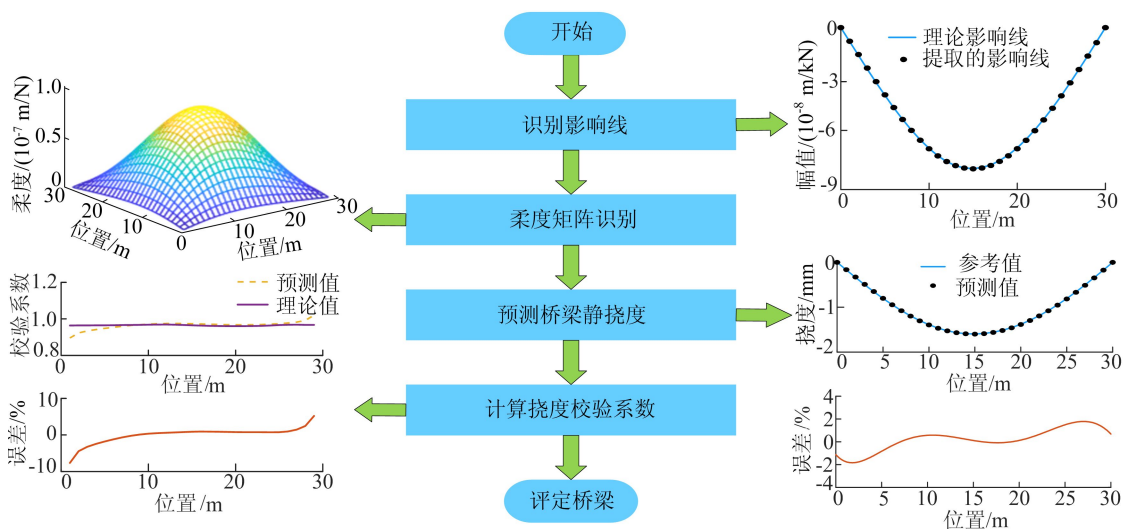 开始
识别影响线
柔度矩阵识别
预测桥梁静挠度
计算挠度校验系数
评定桥梁
柔度/(10⁻⁷ m/N)
1.0
0.5
0
30
20
10
0
10
20
30
位置/m
位置/m
校验系数
1.2
1.0
0.8
预测值
理论值
0
10
20
30
位置/m
误差/%
10
0
-10
0
10
20
30
位置/m
幅值/(10⁻⁸ m/kN)
0
-3
-6
-9
理论影响线
提取的影响线
0
10
20
30
位置/m
挠度/mm
0
-1
-2
参考值
预测值
0
5
10
15
20
25
30
位置/m
误差/%
4
2
0
-2
-4
0
5
10
15
20
25
30
位置/m